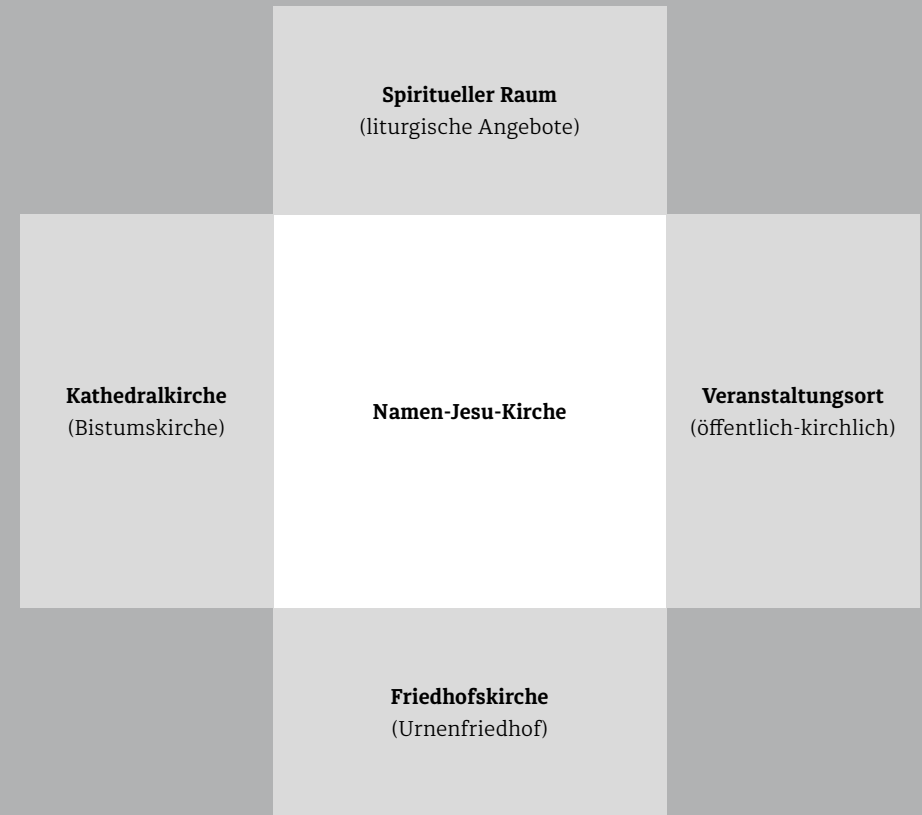 Spiritueller Raum
(liturgische Angebote)
Kathedralkirche
(Bistumskirche)
Namen-Jesu-Kirche
Veranstaltungsort
(öffentlich-kirchlich)
Friedhofskirche
(Urnenfriedhof)